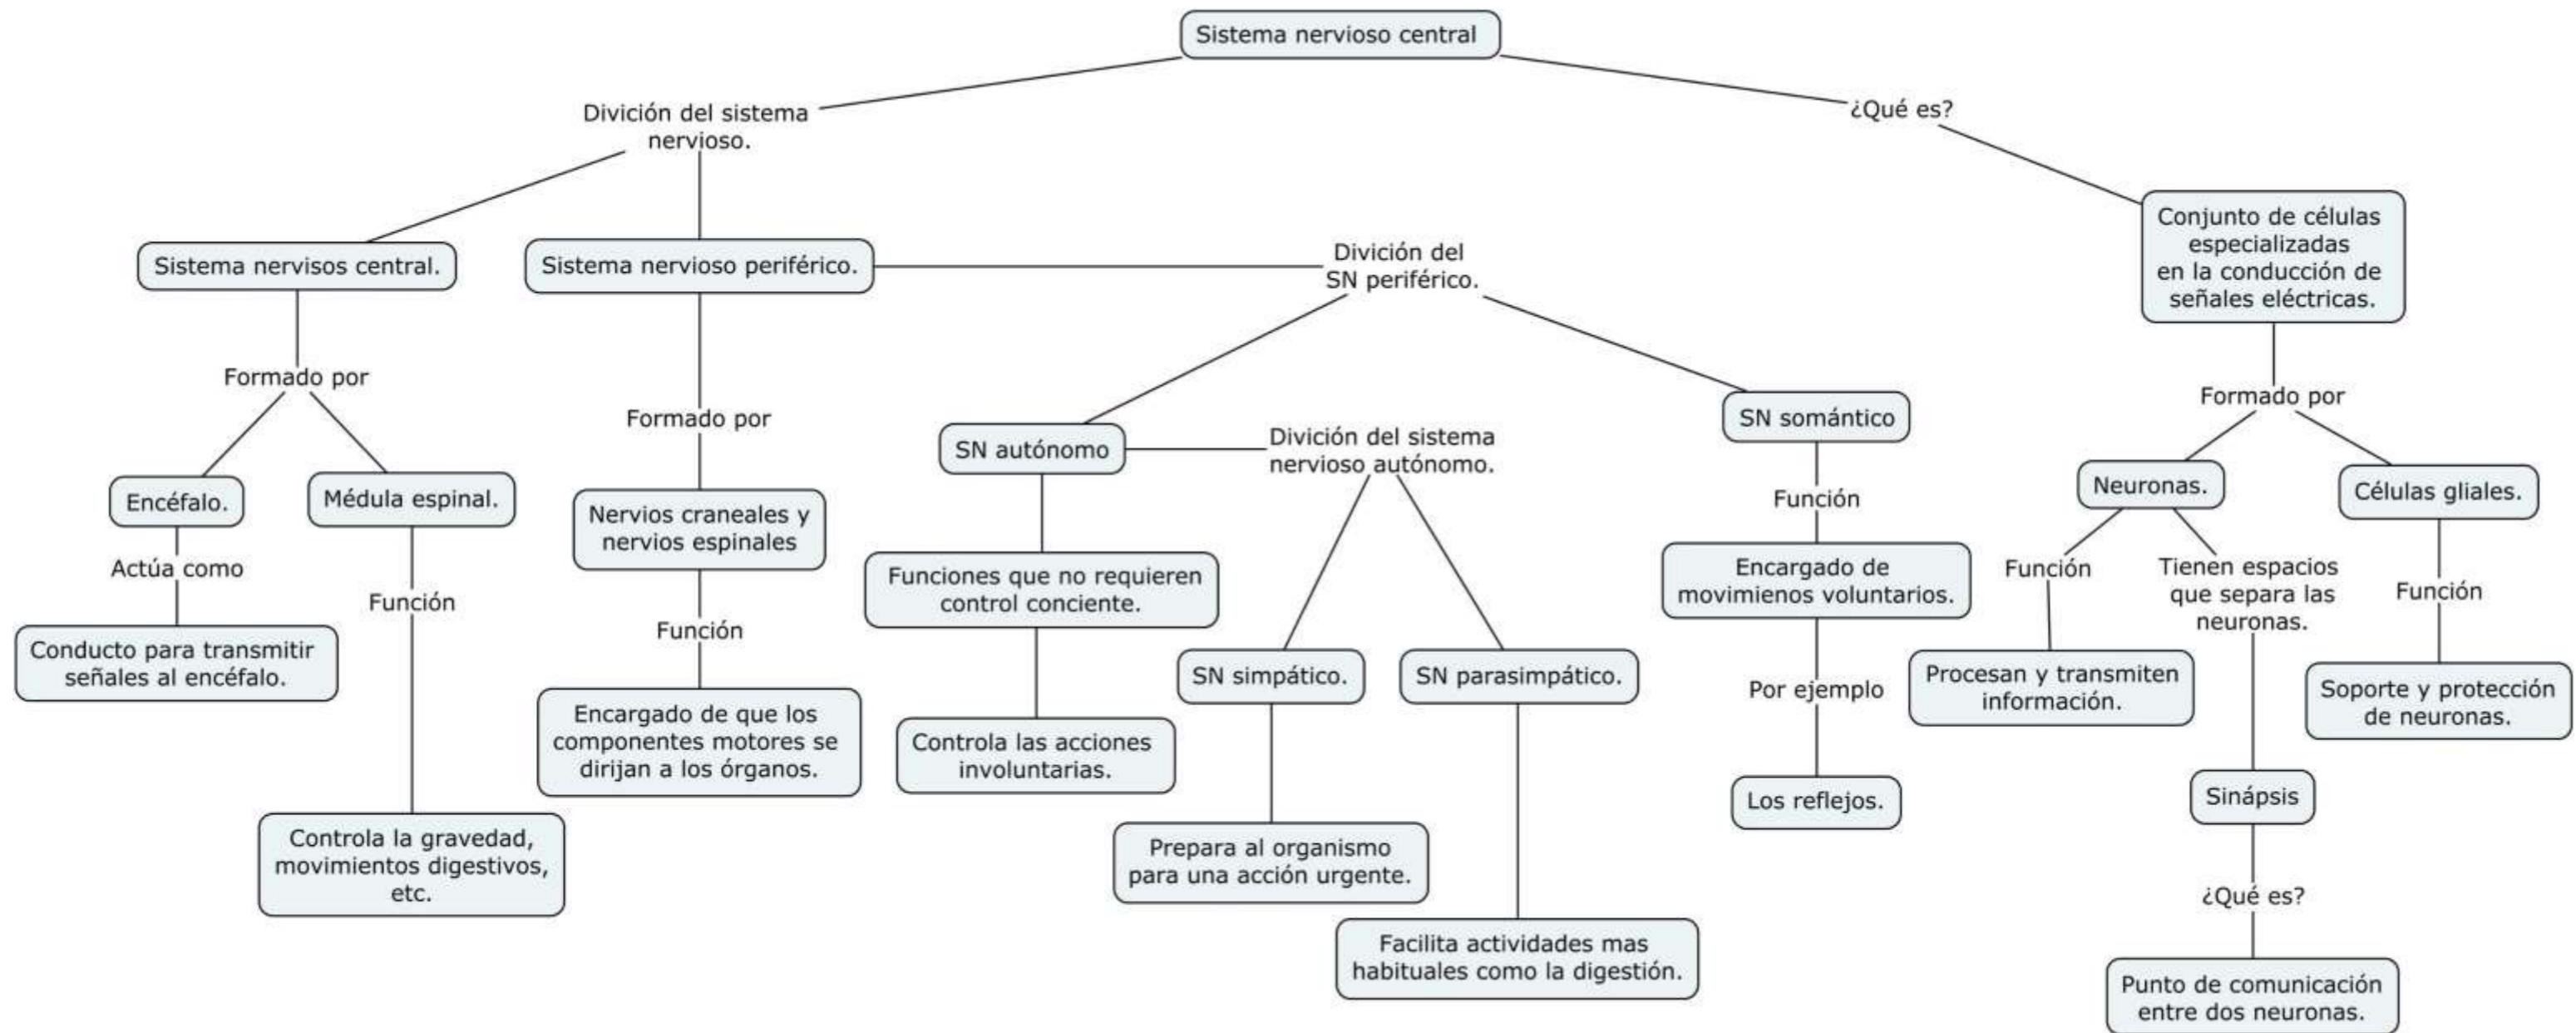 Sistema nervioso central
División del sistema
nervioso.
¿Qué es?
Conjunto de células
especializadas
en la conducción de
señales eléctricas.
Sistema nervisos central.
Sistema nervioso periférico.
División del
SN periférico.
Formado por
Formado por
Formado por
SN autónomo
División del sistema
nervioso autónomo.
SN somántico
Encéfalo.
Médula espinal.
Nervios craneales y
nervios espinales
Función
Neuronas.
Células gliales.
Actúa como
Función
Funciones que no requieren
control conciente.
Encargado de
movimienos voluntarios.
Función
Tienen espacios
que separa las
neuronas.
Función
Conducto para transmitir
señales al encéfalo.
Función
SN simpático.
SN parasimpático.
Por ejemplo
Procesan y transmiten
información.
Soporte y protección
de neuronas.
Encargado de que los
componentes motores se
dirijan a los órganos.
Controla las acciones
involuntarias.
Los reflejos.
Sinápsis
Controla la gravedad,
movimientos digestivos,
etc.
Prepara al organismo
para una acción urgente.
¿Qué es?
Facilita actividades mas
habituales como la digestión.
Punto de comunicación
entre dos neuronas.